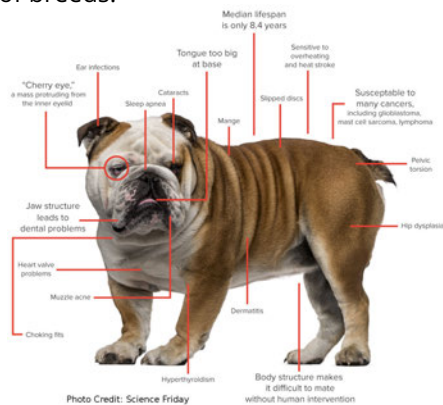 of breeds.
Median lifespan
is only 8.4 years
Ear infections
Tongue too big
at base
Sensitive to
overheating
and heat stroke
"Cherry eye,"
a mass protruding from
the inner eyelid
Cataracts
Sleep apnea
Slipped discs
Mange
Susceptable to
many cancers,
including glioblastoma,
mast cell sarcoma, lymphoma
Pelvic
torsion
Jaw structure
leads to
dental problems
Hip dysplasia
Heart valve
problems
Muzzle acne
Dermatitis
Choking fits
Hyperthyroidism
Body structure makes
it difficult to mate
without human intervention
Photo Credit: Science Friday